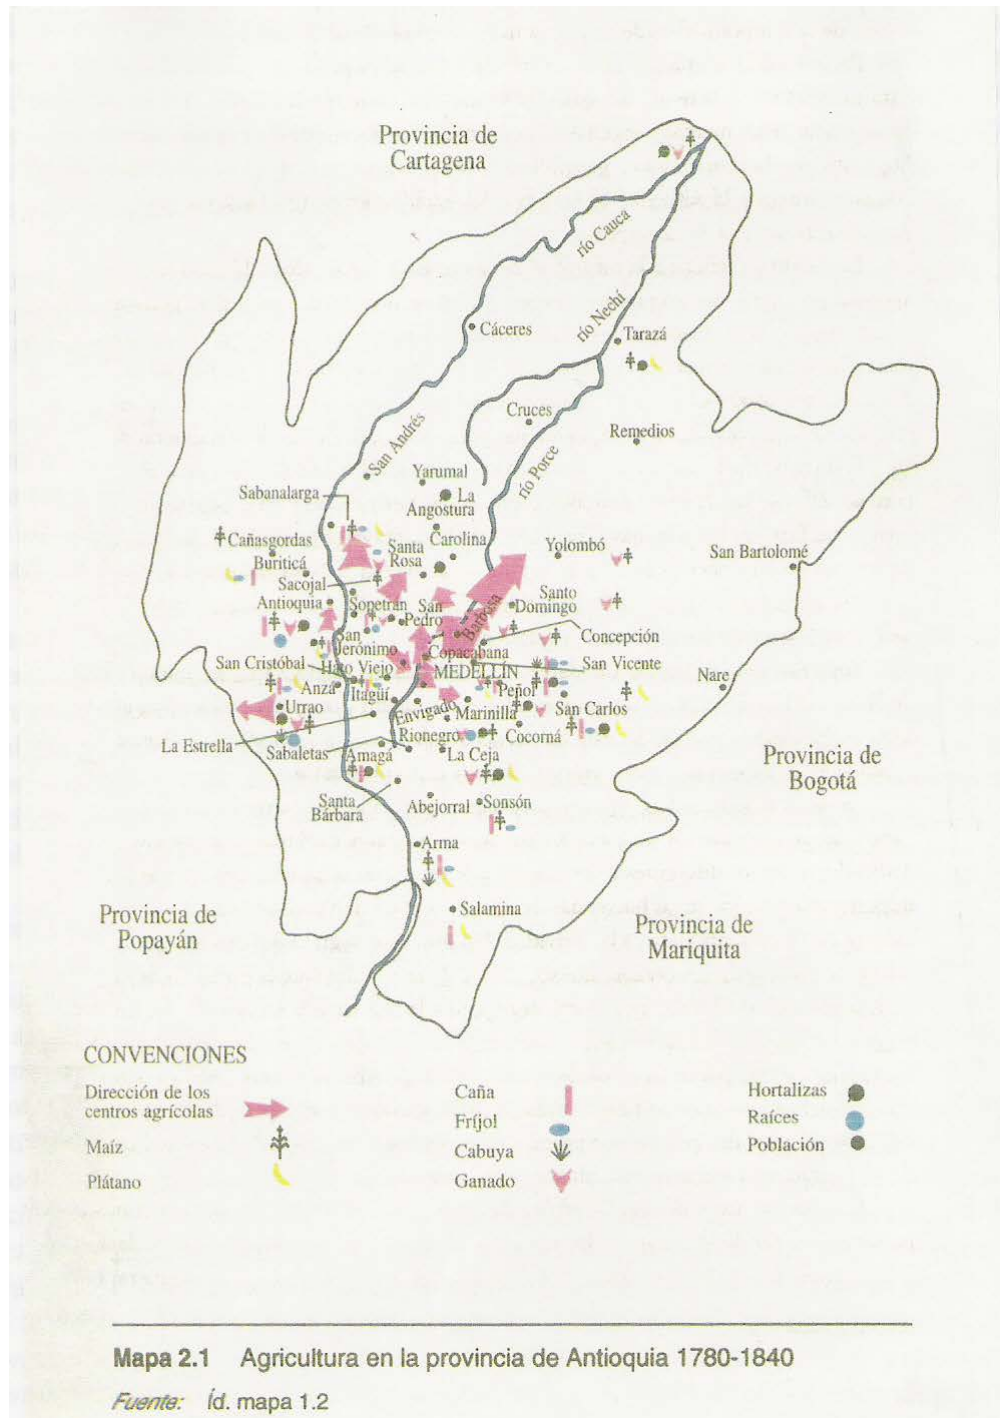 Provincia de
Cartagena
río Cauca
río Nechí
Cáceres
Tarazá
Cruces
San Andrés
Remedios
río Porce
Yarumal
Sabanalarga
La
Angostura
Cañasgordas
Carolina
Santa
Rosa
Yolombó
San Bartolomé
Buriticá
Sacojal
Antioquia
Sopetrán
San
Pedro
Barbosa
Santo
Domingo
San
Jerónimo
Concepción
Copacabana
San Cristóbal
Hato Viejo
MEDELLÍN
San Vicente
Anzá
Itagüí
Peñol
Nare
Urrao
Envigado
Marinilla
San Carlos
La Estrella
Sabaletas
Rionegro
Cocorná
Amagá
La Ceja
Provincia de
Bogotá
Santa
Bárbara
Abejorral
Sonsón
Arma
Provincia de
Popayán
Salamina
Provincia de
Mariquita
CONVENCIONES
Dirección de los
centros agrícolas
Maíz
Plátano
Caña
Fríjol
Cabuya
Ganado
Hortalizas
Raíces
Población
Mapa 2.1 Agricultura en la provincia de Antioquia 1780-1840
Fuente: Íd. mapa 1.2